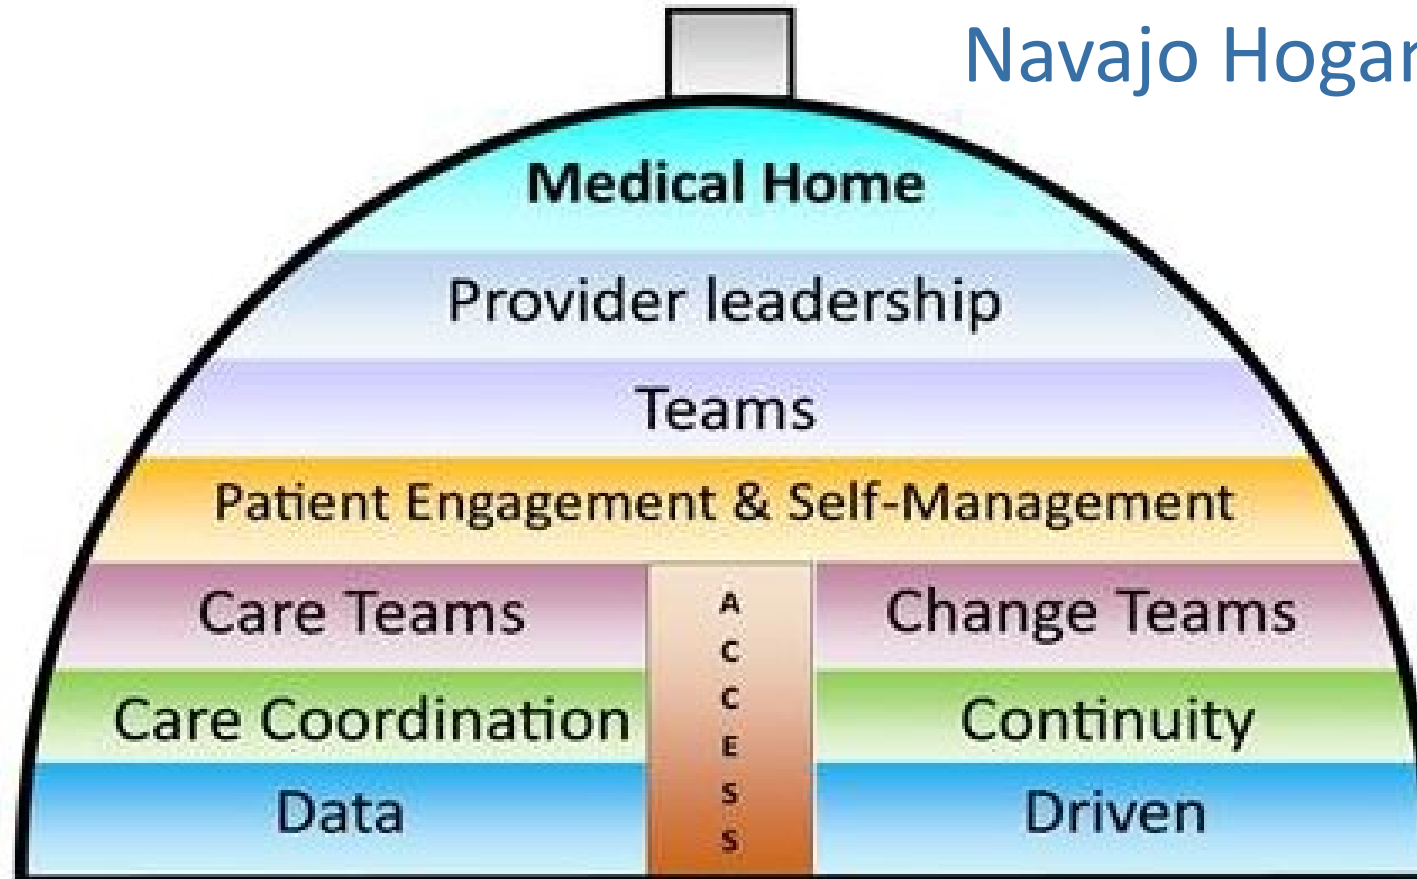 Navajo Hogan
Medical Home
Provider leadership
Teams
Patient Engagement & Self-Management
Care Teams
Change Teams
ACCESS
Care Coordination
Continuity
Data
Driven